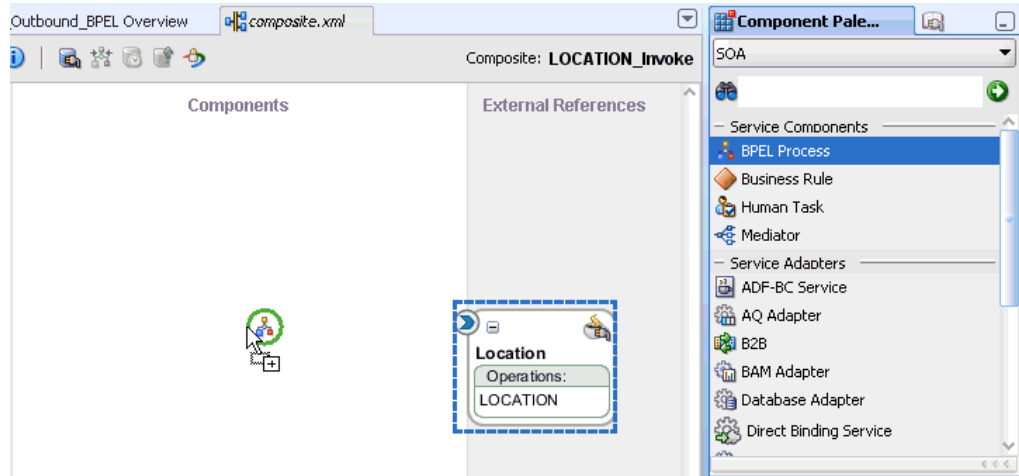 Outbound_BPEL Overview
composite.xml
Component Pale...
Composite: LOCATION_Invoke
SOA
Components
External References
Service Components
BPEL Process
Business Rule
Human Task
Mediator
Service Adapters
ADF-BC Service
AQ Adapter
B2B
BAM Adapter
Database Adapter
Direct Binding Service
Location
Operations:
LOCATION